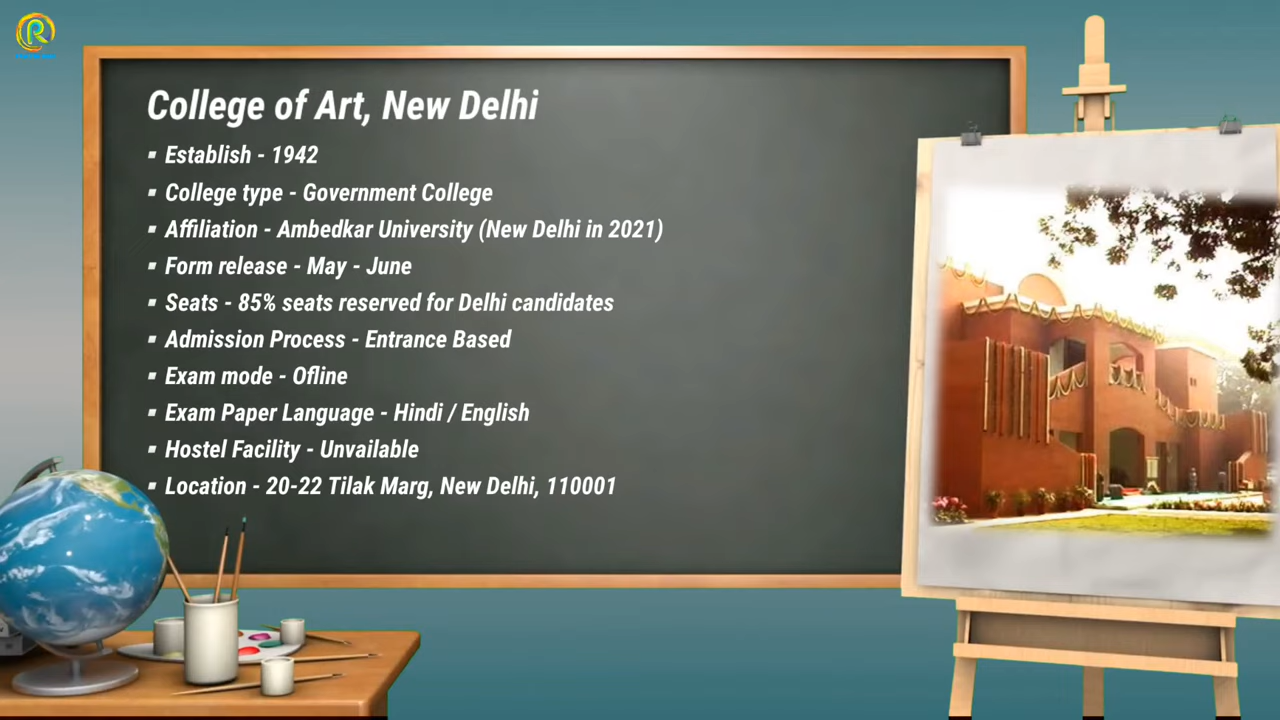 College of Art, New Delhi
▪ Establish - 1942
▪ College type - Government College
▪ Affiliation - Ambedkar University (New Delhi in 2021)
▪ Form release - May - June
▪ Seats - 85% seats reserved for Delhi candidates
▪ Admission Process - Entrance Based
▪ Exam mode - Ofline
▪ Exam Paper Language - Hindi / English
▪ Hostel Facility - Unvailable
▪ Location - 20-22 Tilak Marg, New Delhi, 110001